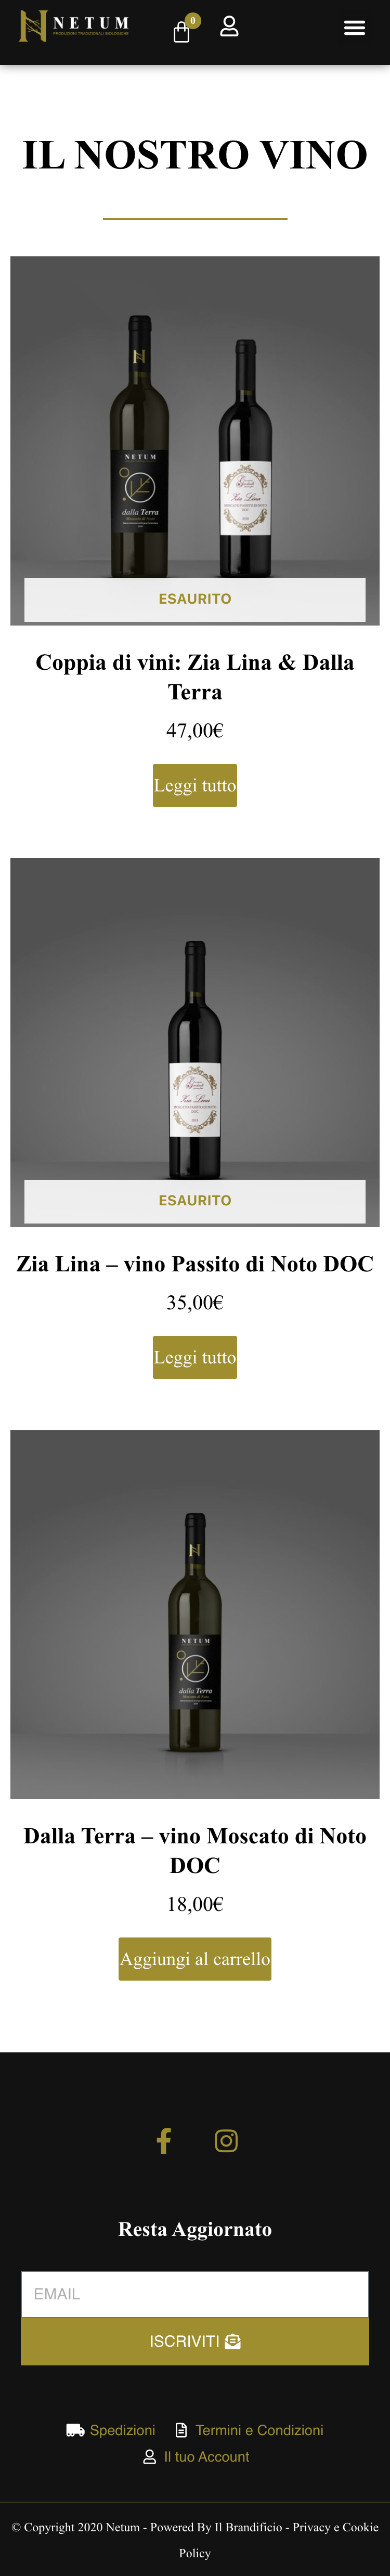 NETUM
PRODUZIONI TRADIZIONALI BIOLOGICHE
0
IL NOSTRO VINO
NETUM
dalla Terra
Moscato di Noto
Zia Lina
ESAURITO
Coppia di vini: Zia Lina & Dalla
Terra
47,00€
Leggi tutto
Zia Lina
ESAURITO
Zia Lina – vino Passito di Noto DOC
35,00€
Leggi tutto
NETUM
dalla Terra
Moscato di Noto
Dalla Terra – vino Moscato di Noto
DOC
18,00€
Aggiungi al carrello
Resta Aggiornato
EMAIL
ISCRIVITI
Spedizioni
Termini e Condizioni
Il tuo Account
© Copyright 2020 Netum - Powered By Il Brandificio - Privacy e Cookie
Policy